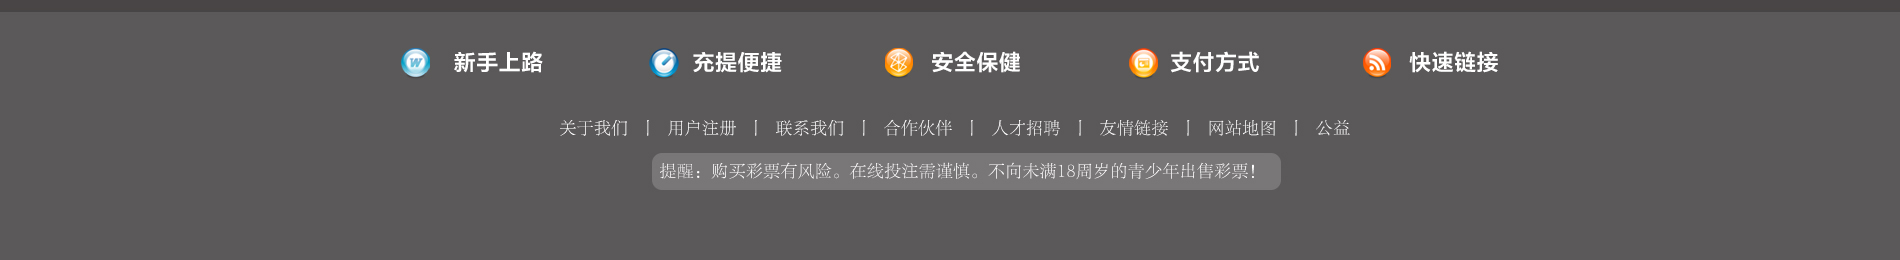 新手上路 充提便捷 安全保健 支付方式 快速链接
关于我们 | 用户注册 | 联系我们 | 合作伙伴 | 人才招聘 | 友情链接 | 网站地图 | 公益
提醒：购买彩票有风险。在线投注需谨慎。不向未满18周岁的青少年出售彩票！